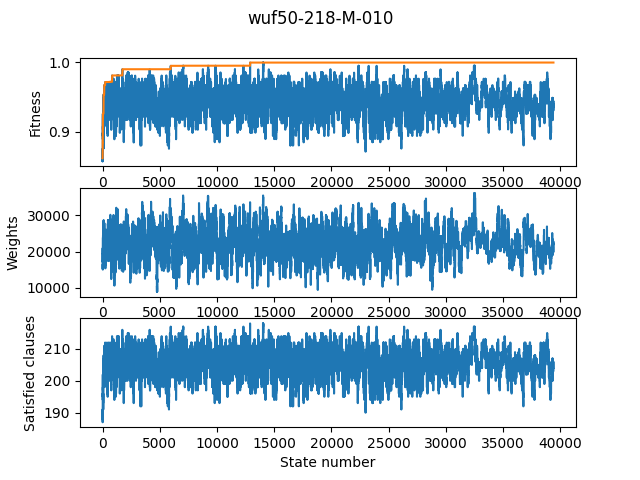 wuf50-218-M-010
1.0
0.9
Fitness
0 5000 10000 15000 20000 25000 30000 35000 40000
30000
20000
10000
Weights
0 5000 10000 15000 20000 25000 30000 35000 40000
210
200
190
Satisfied clauses
0 5000 10000 15000 20000 25000 30000 35000 40000
State number